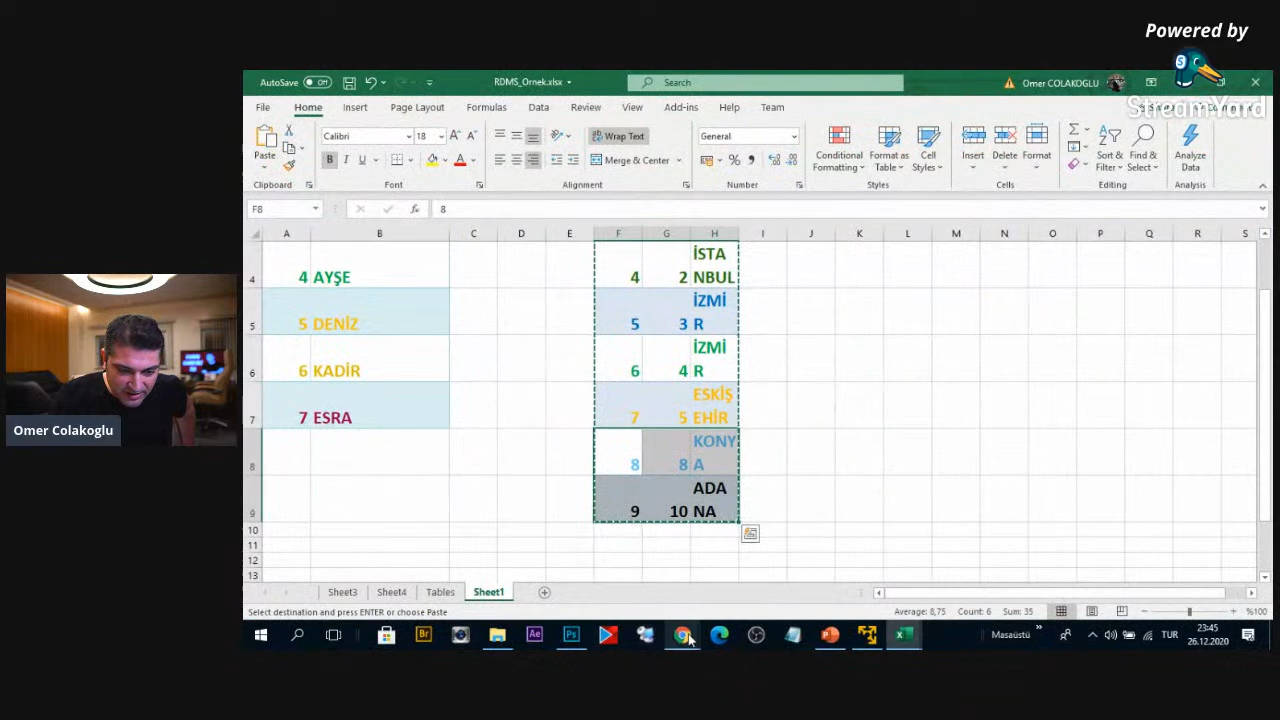 Powered by
StreamYard
AutoSave Off
RDMS_Ornek.xlsx
Search
Omer COLAKOGLU
File Home Insert Draw Page Layout Formulas Data Review View Add-ins Help Team
Calibri 18
Wrap Text
General
Paste
B I U
Merge & Center
Conditional Formatting
Format as Table
Cell Styles
Insert
Delete
Format
Sort & Filter
Find & Select
Analyze Data
Clipboard Font Alignment Number Styles Cells Editing Analysis
F8 8
A B C D E F G H I J K L M N O P Q R S
4 4 AYŞE 4 2 İSTA
NBUL
5 5 DENİZ 5 3 İZMİ
R
6 6 KADİR 6 4 İZMİ
R
7 7 ESRA 7 5 ESKİŞ
EHİR
8 8 8 KONY
A
9 9 10 ADA
NA
10
11
12
13
Omer Colakoglu
Sheet3 Sheet4 Tables Sheet1
Select destination and press ENTER or choose Paste
Average: 8,75 Count: 6 Sum: 35
%100
Br Ae Ps
Masaüstü
TUR
23:45
26.12.2020